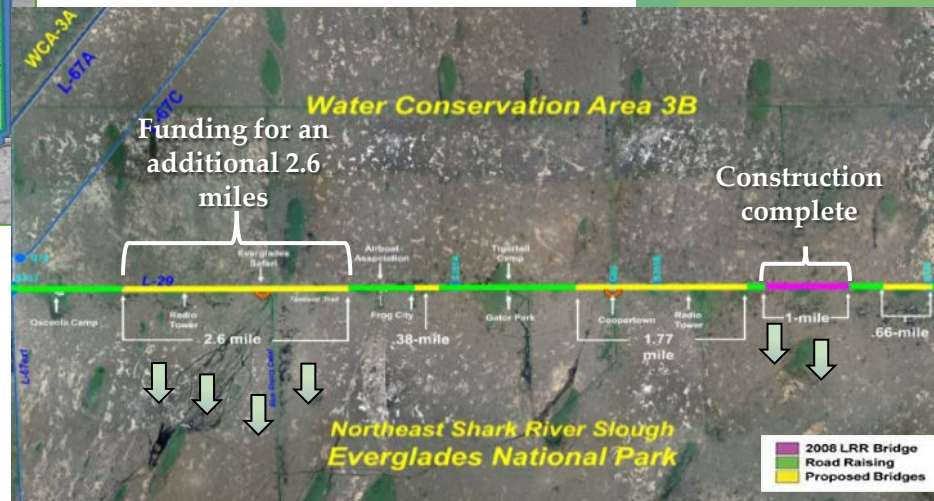 WCA-3A
L-67A
L-67C
Water Conservation Area 3B
Funding for an
additional 2.6
miles
Construction
complete
Everglades
Safari
Airboat
Association
Tigertail
Camp
L-29
Tamiami Trail
Osceola Camp
Radio
Tower
Frog City
Gator Park
Coopertown
Radio
Tower
2.6 mile
.38-mile
1.77
mile
1-mile
.66-mile
L-67ext
Northeast Shark River Slough
Everglades National Park
2008 LRR Bridge
Road Raising
Proposed Bridges